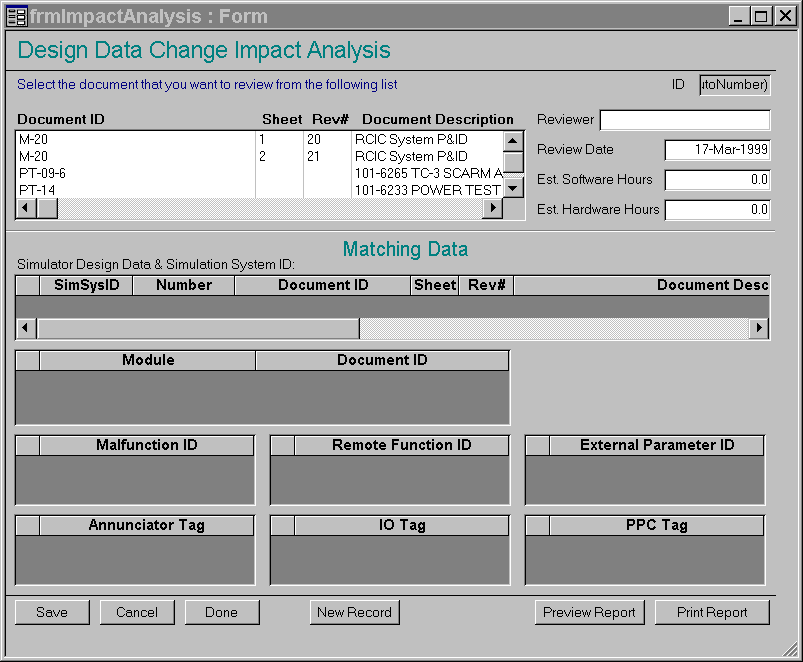 frmImpactAnalysis : Form
Design Data Change Impact Analysis
Select the document that you want to review from the following list
ID utoNumber)
Document ID Sheet Rev# Document Description
M-20 1 20 RCIC System P&ID
M-20 2 21 RCIC System P&ID
PT-09-6 101-6265 TC-3 SCARM A
PT-14 101-6233 POWER TEST
Reviewer
Review Date 17-Mar-1999
Est. Software Hours 0.0
Est. Hardware Hours 0.0
Matching Data
Simulator Design Data & Simulation System ID:
SimSysID Number Document ID Sheet Rev# Document Desc
Module Document ID
Malfunction ID Remote Function ID External Parameter ID
Annunciator Tag IO Tag PPC Tag
Save Cancel Done New Record Preview Report Print Report